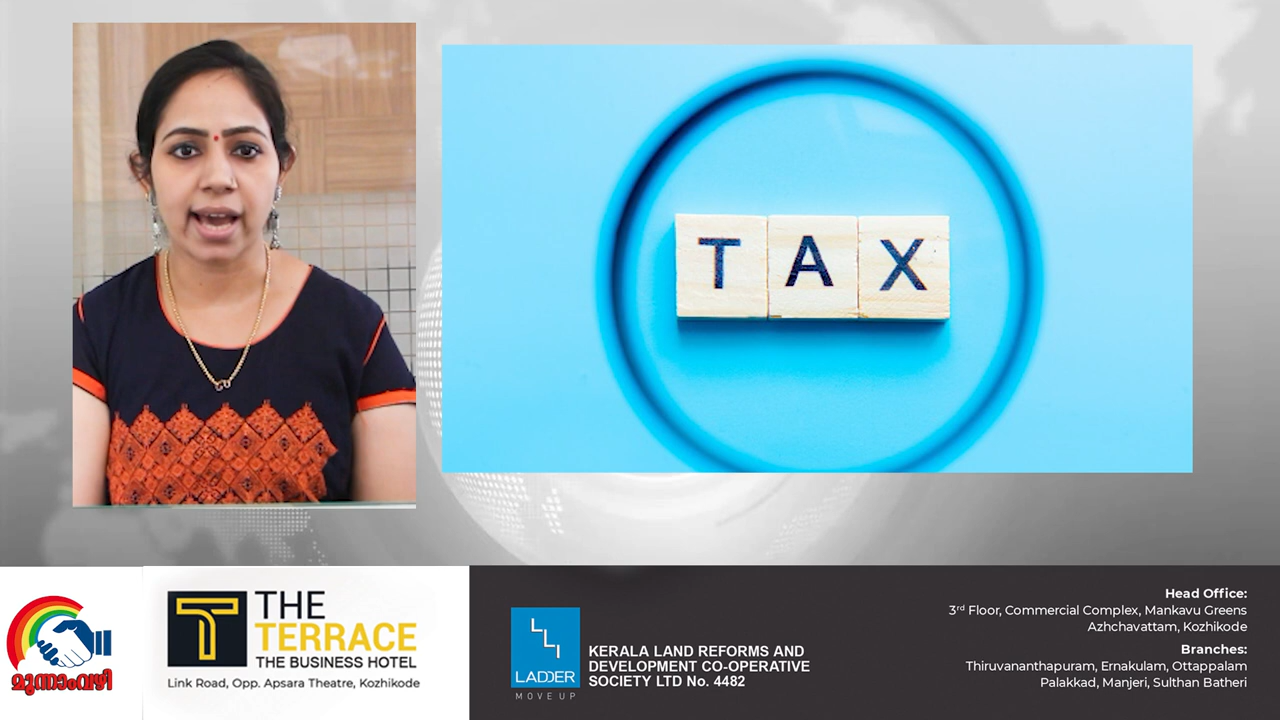 TAX
മൂന്നാംവഴി
T
THE
TERRACE
THE BUSINESS HOTEL
Link Road, Opp. Apsara Theatre, Kozhikode
LLI
LADDER
MOVE UP
KERALA LAND REFORMS AND
DEVELOPMENT CO-OPERATIVE
SOCIETY LTD No. 4482
Head Office:
3rd Floor, Commercial Complex, Mankavu Greens
Azhchavattam, Kozhikode
Branches:
Thiruvananthapuram, Ernakulam, Ottappalam
Palakkad, Manjeri, Sulthan Batheri